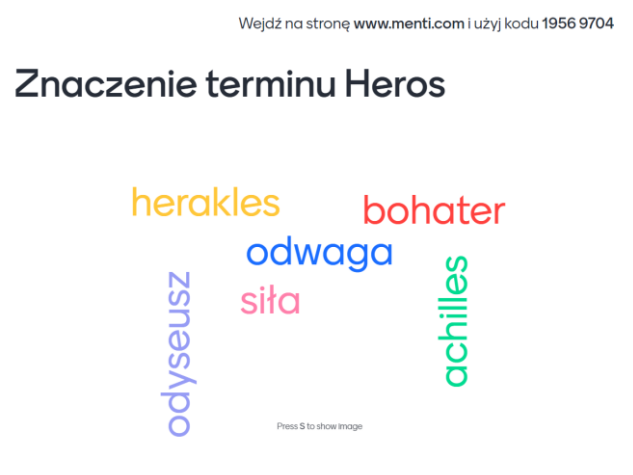 Wejdź na stronę www.menti.com i użyj kodu 1956 9704
Znaczenie terminu Heros
herakles
bohater
odwaga
siła
odyseusz
achilles
Press S to show image